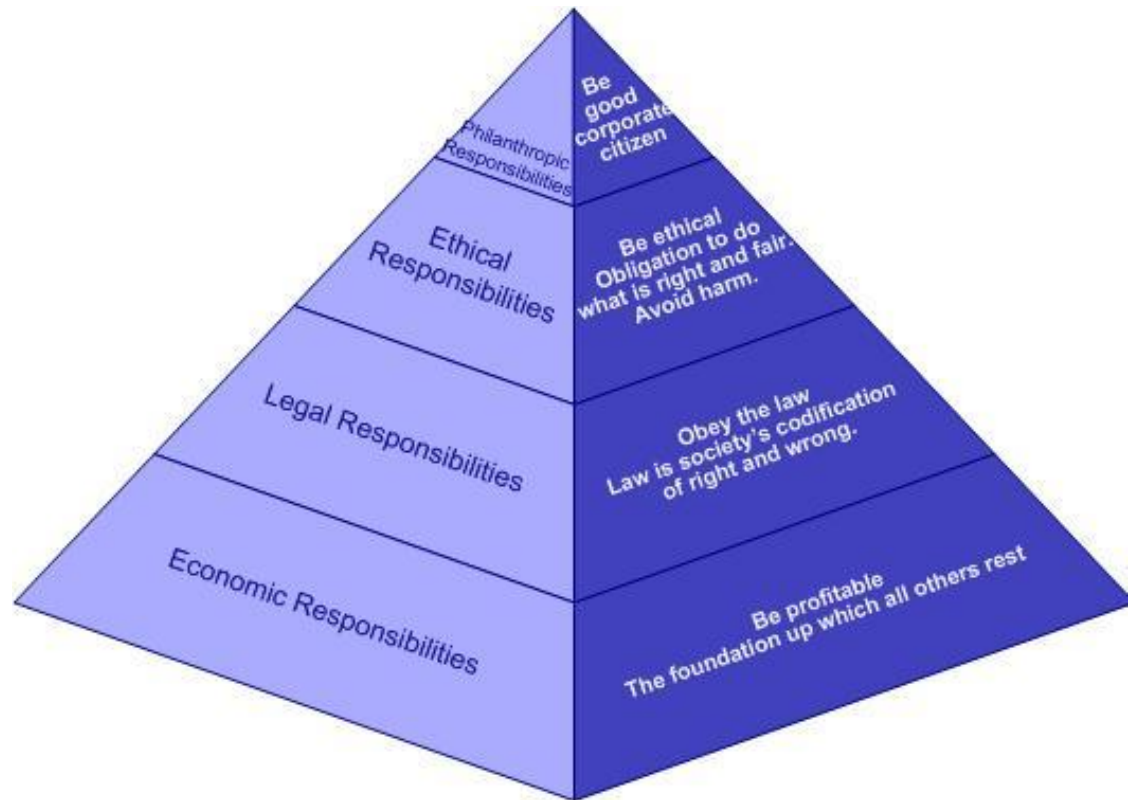 Philanthropic
Responsibilities
Be
good
corporate
citizen
Ethical
Responsibilities
Be ethical
Obligation to do
what is right and fair.
Avoid harm.
Legal Responsibilities
Obey the law
Law is society's codification
of right and wrong.
Economic Responsibilities
Be profitable
The foundation up which all others rest